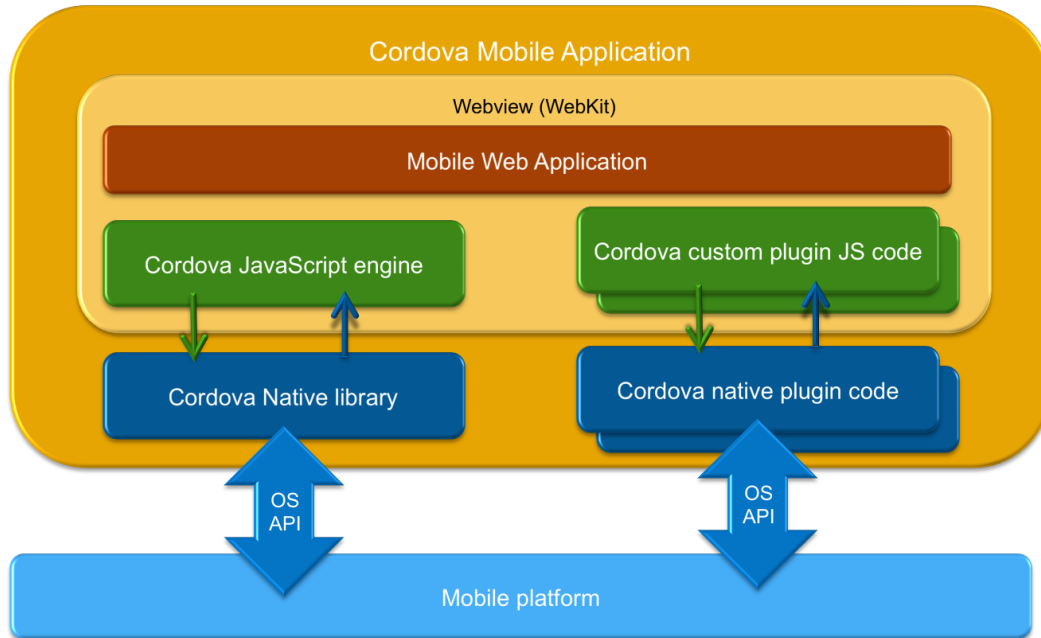 Cordova Mobile Application
Webview (WebKit)
Mobile Web Application
Cordova JavaScript engine
Cordova custom plugin JS code
Cordova Native library
Cordova native plugin code
OS
API
OS
API
Mobile platform